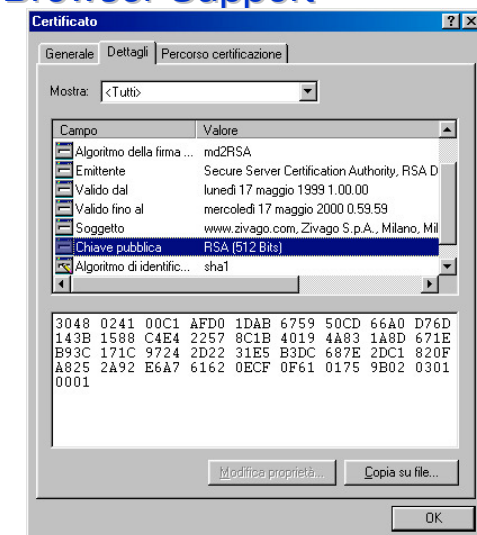 Browser Support
Certificato
Generale Dettagli Percorso certificazione
Mostra: <Tutti>
Campo Valore
Algoritmo della firma ... md2RSA
Emittente Secure Server Certification Authority, RSA D
Valido dal lunedì 17 maggio 1999 1.00.00
Valido fino al mercoledì 17 maggio 2000 0.59.59
Soggetto www.zivago.com, Zivago S.p.A., Milano, Mil
Chiave pubblica RSA (512 Bits)
Algoritmo di identific... sha1
3048 0241 00C1 AFD0 1DAB 6759 50CD 66A0 D76D
143B 1588 C4E4 2257 8C1B 4019 4A83 1A8D 671E
B93C 171C 9724 2D22 31E5 B3DC 687E 2DC1 820F
A825 2A92 E6A7 6162 0ECF 0F61 0175 9B02 0301
0001
Modifica proprietà... Copia su file...
OK